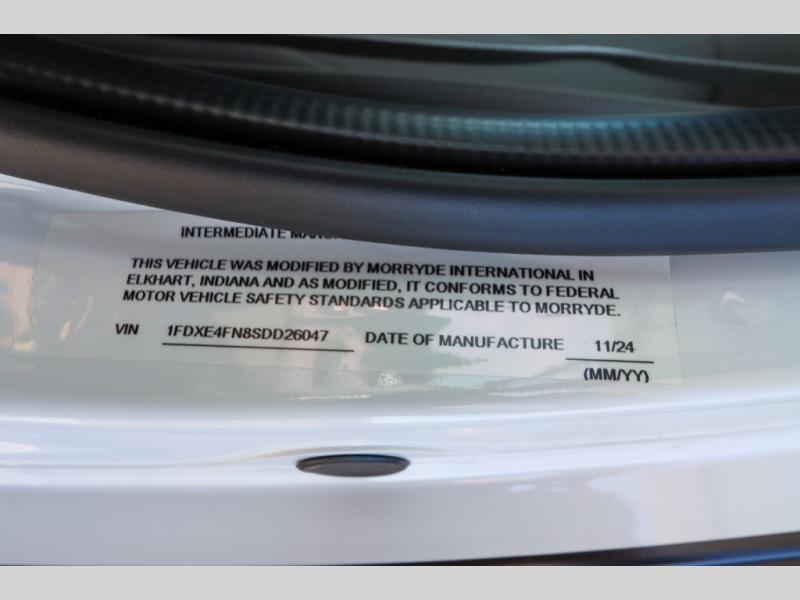 INTERMEDIATE
THIS VEHICLE WAS MODIFIED BY MORRYDE INTERNATIONAL IN
ELKHART, INDIANA AND AS MODIFIED, IT CONFORMS TO FEDERAL
MOTOR VEHICLE SAFETY STANDARDS APPLICABLE TO MORRYDE.
VIN 1FDXE4FN8SDD26047 DATE OF MANUFACTURE 11/24
(MM/YY)